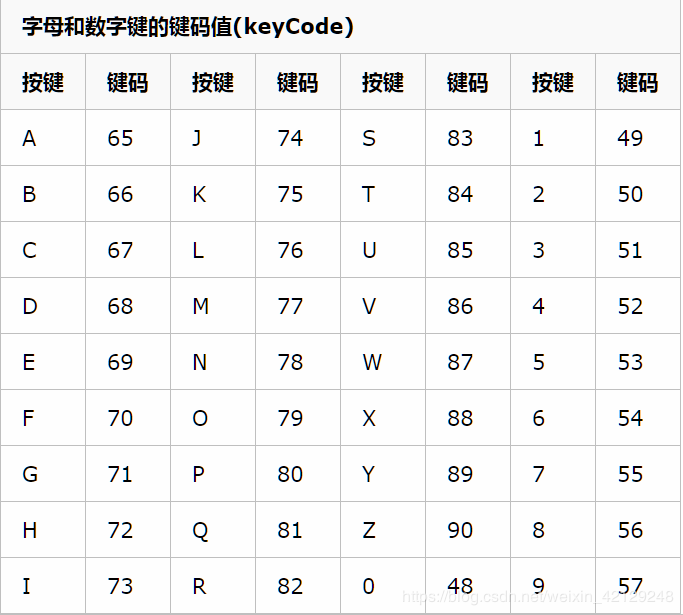 字母和数字键的键码值(keyCode)
按键 键码 按键 键码 按键 键码 按键 键码
A 65 J 74 S 83 1 49
B 66 K 75 T 84 2 50
C 67 L 76 U 85 3 51
D 68 M 77 V 86 4 52
E 69 N 78 W 87 5 53
F 70 O 79 X 88 6 54
G 71 P 80 Y 89 7 55
H 72 Q 81 Z 90 8 56
I 73 R 82 0 48 9 57
https://blog.csdn.net/weixin_42129248